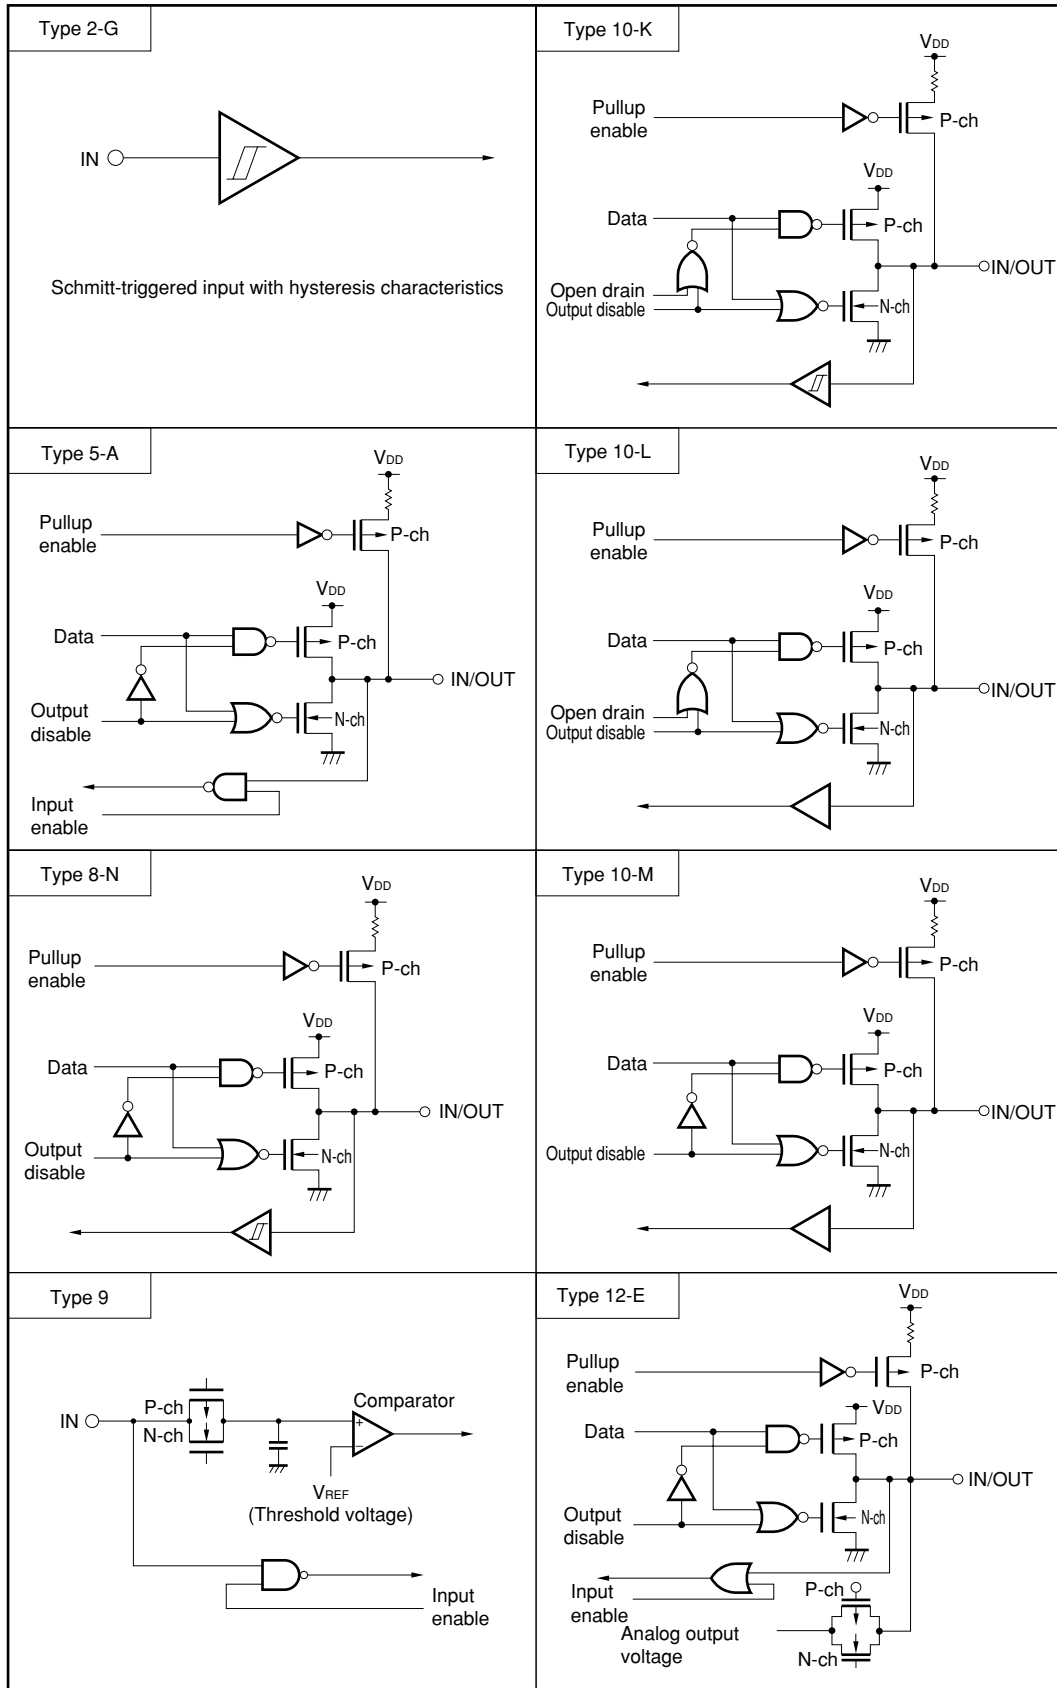 Type 2-G
IN
Schmitt-triggered input with hysteresis characteristics
Type 10-K
VDD
Pullup
enable
P-ch
VDD
Data
P-ch
IN/OUT
Open drain
Output disable
N-ch
Type 5-A
VDD
Pullup
enable
P-ch
VDD
Data
P-ch
IN/OUT
Output
disable
N-ch
Input
enable
Type 10-L
VDD
Pullup
enable
P-ch
VDD
Data
P-ch
IN/OUT
Open drain
Output disable
N-ch
Type 8-N
VDD
Pullup
enable
P-ch
VDD
Data
P-ch
IN/OUT
Output
disable
N-ch
Type 10-M
VDD
Pullup
enable
P-ch
VDD
Data
P-ch
IN/OUT
Output disable
N-ch
Type 9
P-ch
IN
N-ch
Comparator
+
−
VREF
(Threshold voltage)
Input
enable
Type 12-E
VDD
Pullup
enable
P-ch
VDD
Data
P-ch
IN/OUT
Output
disable
N-ch
Input
enable
P-ch
Analog output
voltage
N-ch